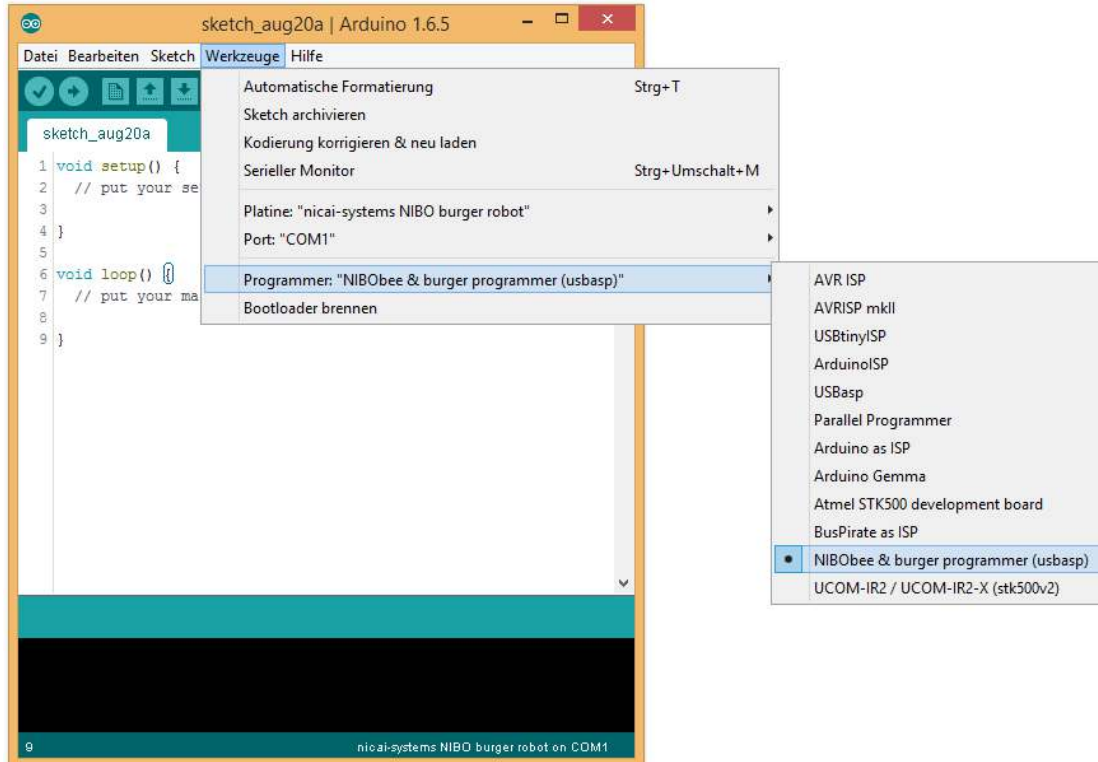 sketch_aug20a | Arduino 1.6.5
Datei Bearbeiten Sketch Werkzeuge Hilfe
Automatische Formatierung Strg+T
Sketch archivieren
Kodierung korrigieren & neu laden
Serieller Monitor Strg+Umschalt+M
Platine: "nicai-systems NIBO burger robot"
Port: "COM1"
Programmer: "NIBObee & burger programmer (usbasp)"
Bootloader brennen
AVR ISP
AVRISP mkII
USBtinyISP
ArduinoISP
USBasp
Parallel Programmer
Arduino as ISP
Arduino Gemma
Atmel STK500 development board
BusPirate as ISP
NIBObee & burger programmer (usbasp)
UCOM-IR2 / UCOM-IR2-X (stk500v2)
sketch_aug20a
1 void setup() {
2 // put your se
3
4 }
5
6 void loop() {
7 // put your ma
8
9 }
9 nicai-systems NIBO burger robot on COM1